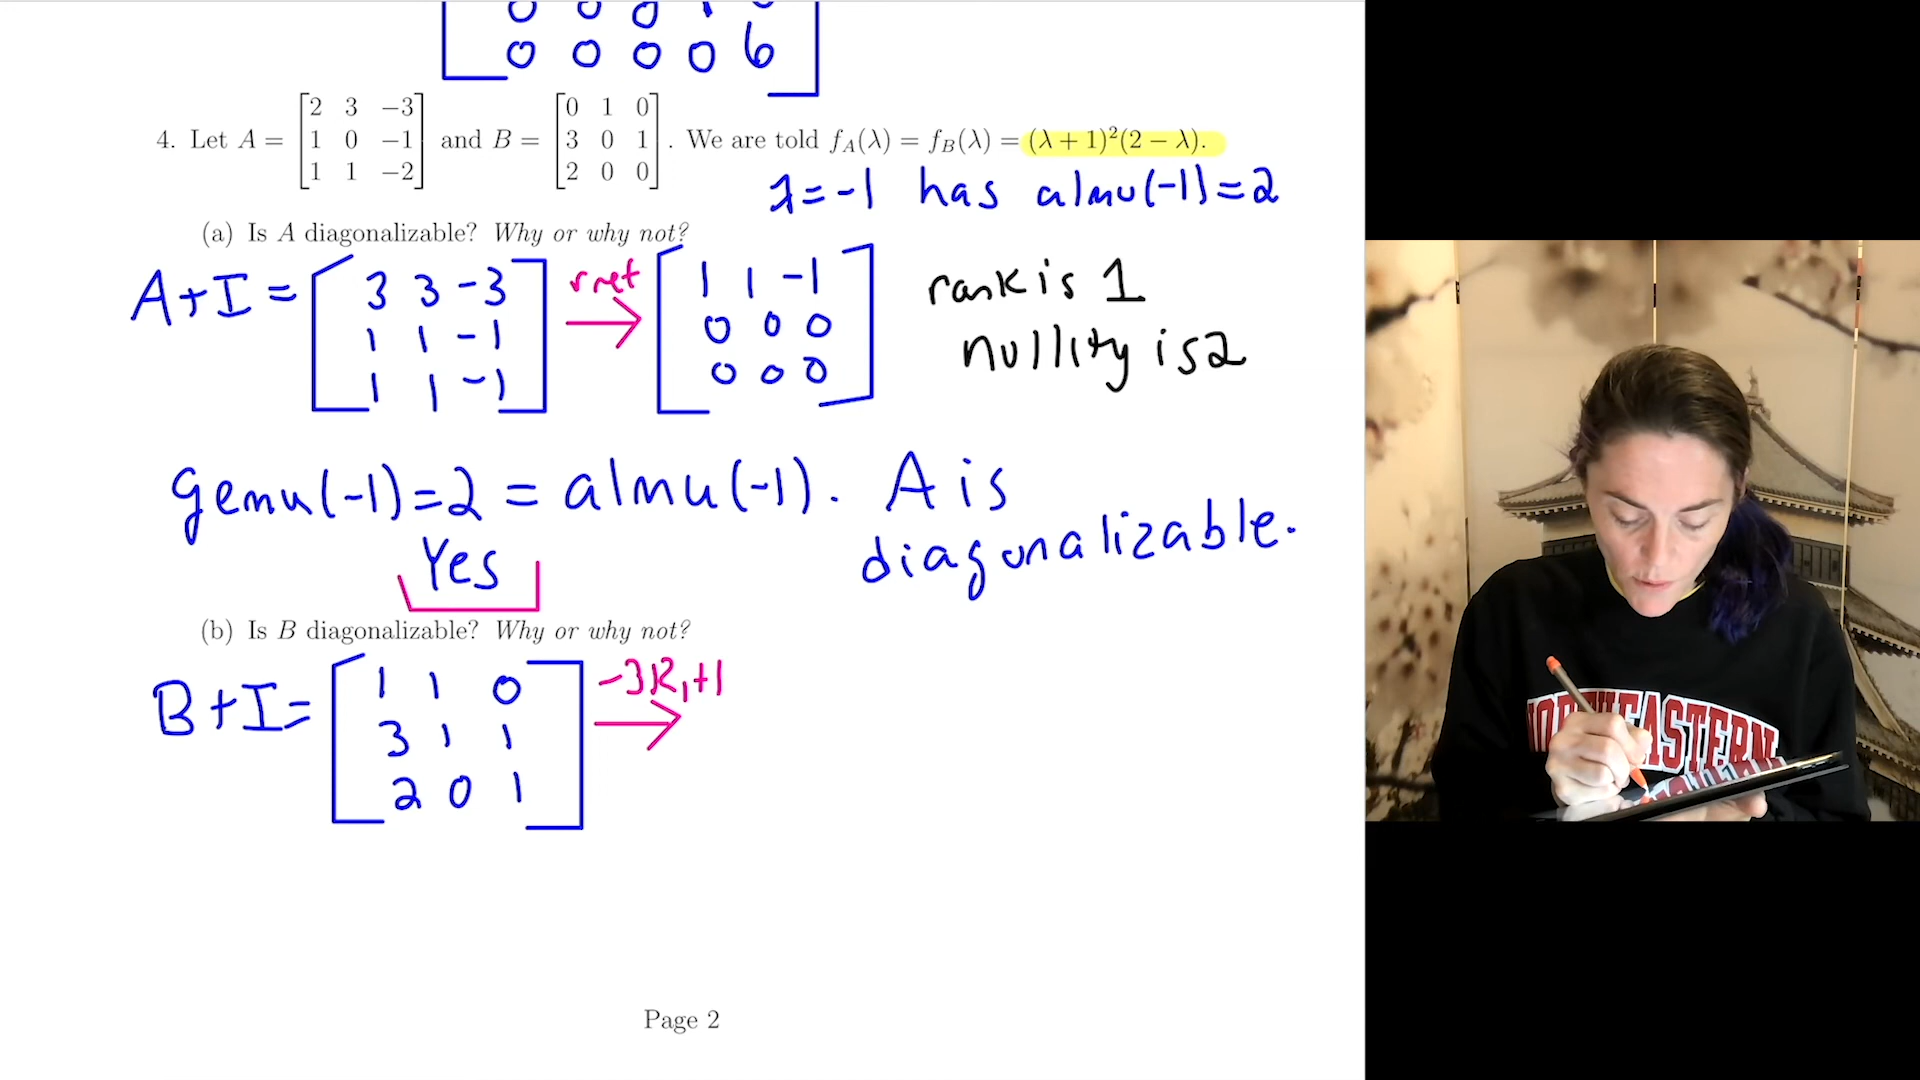 0 0 0 0 6
4. Let A = [2 3 −3; 1 0 −1; 1 1 −2] and B = [0 1 0; 3 0 1; 2 0 0]. We are told f_A(λ) = f_B(λ) = (λ + 1)²(2 − λ).
λ=-1 has almu(-1)=2
(a) Is A diagonalizable? Why or why not?
A+I = [3 3 -3; 1 1 -1; 1 1 -1] rref → [1 1 -1; 0 0 0; 0 0 0]
rank is 1
nullity is 2
gemu(-1)=2 = almu(-1). A is
diagonalizable.
Yes
(b) Is B diagonalizable? Why or why not?
B+I= [1 1 0; 3 1 1; 2 0 1] -3R₁+1 →
Page 2